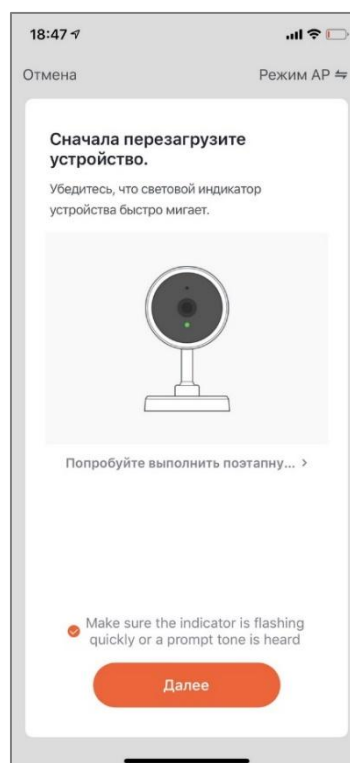 18:47
Отмена
Режим AP
Сначала перезагрузите
устройство.
Убедитесь, что световой индикатор
устройства быстро мигает.
Попробуйте выполнить поэтапну... >
Make sure the indicator is flashing
quickly or a prompt tone is heard
Далее